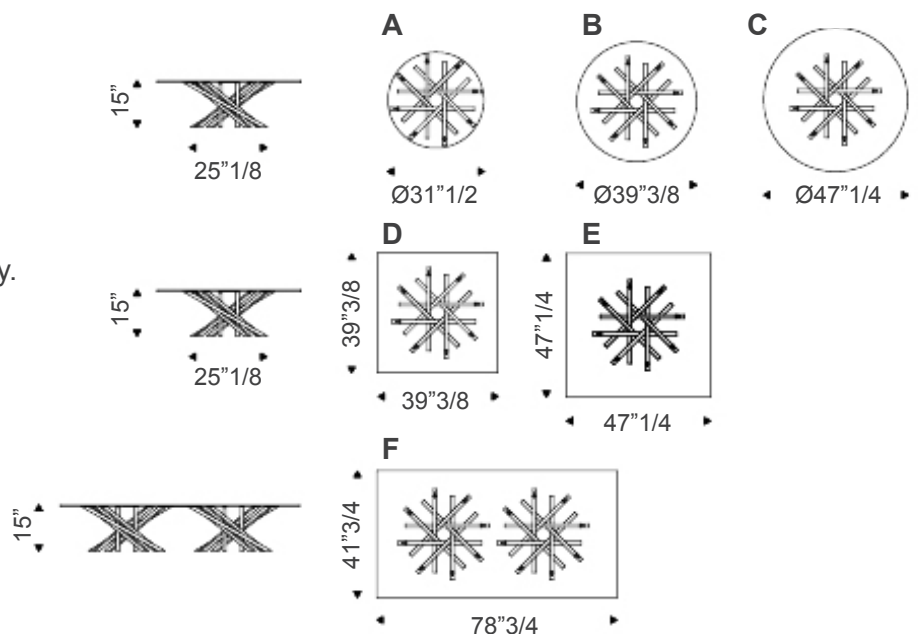 A B C
15”
25”1/8
Ø31”1/2
Ø39”3/8
Ø47”1/4
D E
y.
15”
39”3/8
47”1/4
25”1/8
39”3/8
47”1/4
F
15”
41”3/4
78”3/4